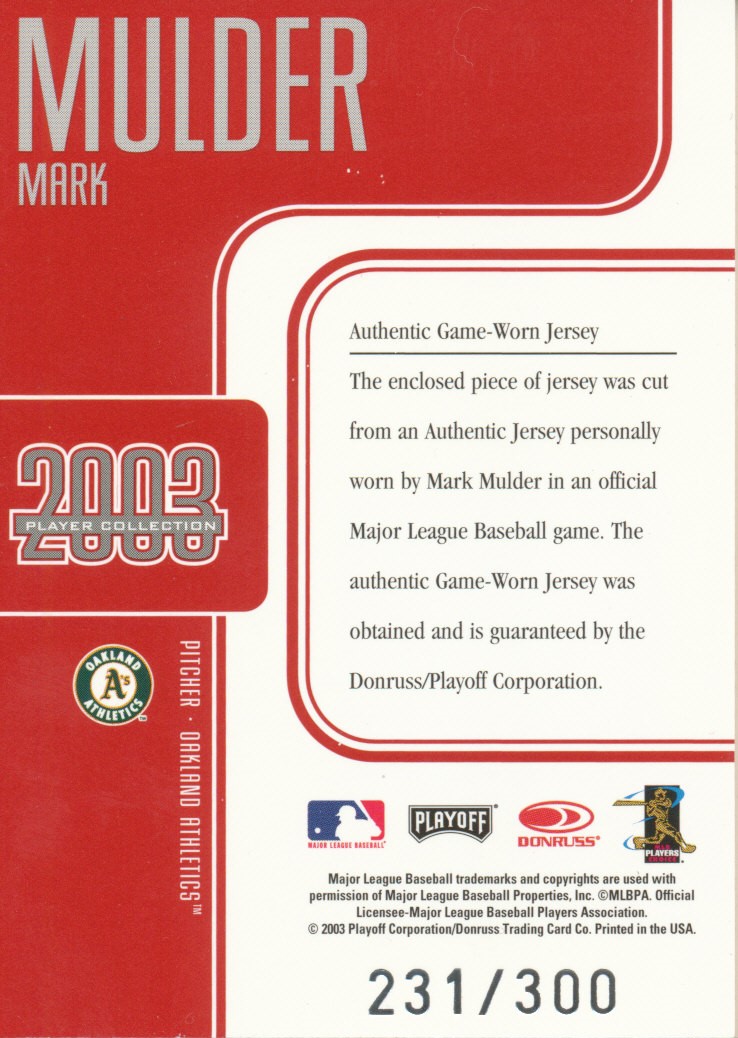 MULDER
MARK
Authentic Game-Worn Jersey
The enclosed piece of jersey was cut
from an Authentic Jersey personally
worn by Mark Mulder in an official
Major League Baseball game. The
authentic Game-Worn Jersey was
obtained and is guaranteed by the
Donruss/Playoff Corporation.
2003
PLAYER COLLECTION
OAKLAND
A's
ATHLETICS
TM
PITCHER · OAKLAND ATHLETICS™
MAJOR LEAGUE BASEBALL
PLAYOFF
DONRUSS
PLAYERS
Major League Baseball trademarks and copyrights are used with
permission of Major League Baseball Properties, Inc. ©MLBPA. Official
Licensee-Major League Baseball Players Association.
© 2003 Playoff Corporation/Donruss Trading Card Co. Printed in the USA.
231/300